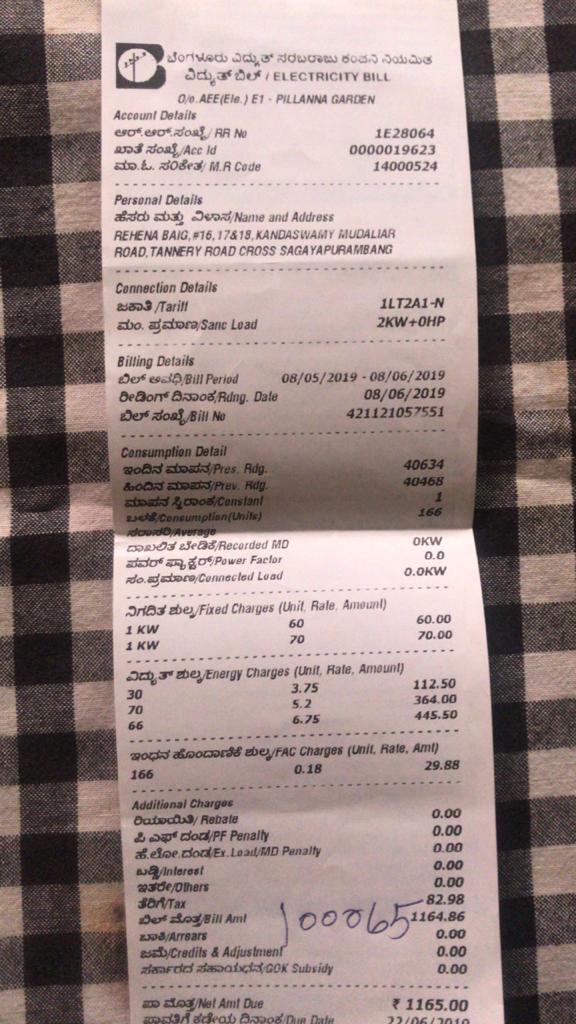 ಬೆಂಗಳೂರು ವಿದ್ಯುತ್ ಸರಬರಾಜು ಕಂಪನಿ ನಿಯಮಿತ
ವಿದ್ಯುತ್ ಬಿಲ್ / ELECTRICITY BILL
O/o.AEE(Ele.) E1 - PILLANNA GARDEN
Account Details
ಆರ್.ಆರ್.ಸಂಖ್ಯೆ/ RR No 1E28064
ಖಾತೆ ಸಂಖ್ಯೆ/Acc Id 0000019623
ಮಾ.ಓ. ಸಂಕೇತ/ M.R Code 14000524
Personal Details
ಹೆಸರು ಮತ್ತು ವಿಳಾಸ/Name and Address
REHENA BAIG,#16,17&18,KANDASWAMY MUDALIAR
ROAD,TANNERY ROAD CROSS SAGAYAPURAMBANG
Connection Details
ಜಕಾತಿ /Tariff 1LT2A1-N
ಮಂ. ಪ್ರಮಾಣ/Sanc Load 2KW+0HP
Billing Details
ಬಿಲ್ ಅವಧಿ/Bill Period 08/05/2019 - 08/06/2019
ರೀಡಿಂಗ್ ದಿನಾಂಕ/Rdng. Date 08/06/2019
ಬಿಲ್ ಸಂಖ್ಯೆ/Bill No 421121057551
Consumption Detail
ಇಂದಿನ ಮಾಪನ/Pres. Rdg. 40634
ಹಿಂದಿನ ಮಾಪನ/Prev. Rdg. 40468
ಮಾಪನ ಸ್ಥಿರಾಂಕ/Constant 1
ಬಳಕೆ/Consumption(Units) 166
ಸರಾಸರಿ/Average
ದಾಖಲಿತ ಬೇಡಿಕೆ/Recorded MD 0KW
ಪವರ್ ಫ್ಯಾಕ್ಟರ್/Power Factor 0.0
ಸಂ.ಪ್ರಮಾಣ/Connected Load 0.0KW
ನಿಗದಿತ ಶುಲ್ಕ/Fixed Charges (Unit, Rate, Amount)
1 KW 60 60.00
1 KW 70 70.00
ವಿದ್ಯುತ್ ಶುಲ್ಕ/Energy Charges (Unit, Rate, Amount)
30 3.75 112.50
70 5.2 364.00
66 6.75 445.50
ಇಂಧನ ಹೊಂದಾಣಿಕೆ ಶುಲ್ಕ/FAC Charges (Unit, Rate, Amt)
166 0.18 29.88
Additional Charges
ರಿಯಾಯಿತಿ/ Rebate 0.00
ಪಿ ಎಫ್ ದಂಡ/PF Penalty 0.00
ಹೆ.ಲೋ.ದಂಡ/Ex.Load/MD Penalty 0.00
ಬಡ್ಡಿ/Interest 0.00
ಇತರೇ/Others 0.00
ತೆರಿಗೆ/Tax 82.98
ಬಿಲ್ ಮೊತ್ತ/Bill Amt 1164.86
100065
ಬಾಕಿ/Arrears 0.00
ಜಮೆ/Credits & Adjustment 0.00
ಸರ್ಕಾರದ ಸಹಾಯಧನ/GOK Subsidy 0.00
ಪಾ ಮೊತ್ತ/Net Amt Due ₹ 1165.00
ಪಾವತಿಗೆ ಕಡೆಯ ದಿನಾಂಕ/Due Date 22/06/2019